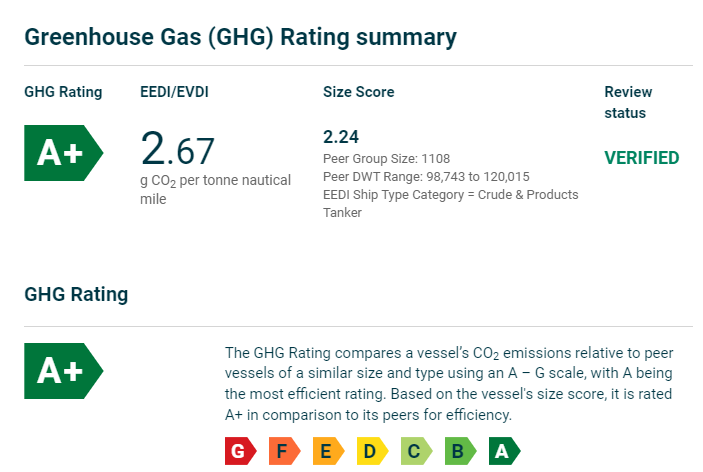 Greenhouse Gas (GHG) Rating summary
GHG Rating
EEDI/EVDI
Size Score
Review
status
A+
2.67
g CO₂ per tonne nautical
mile
2.24
Peer Group Size: 1108
Peer DWT Range: 98,743 to 120,015
EEDI Ship Type Category = Crude & Products
Tanker
VERIFIED
GHG Rating
A+
The GHG Rating compares a vessel's CO₂ emissions relative to peer
vessels of a similar size and type using an A – G scale, with A being
the most efficient rating. Based on the vessel's size score, it is rated
A+ in comparison to its peers for efficiency.
G F E D C B A